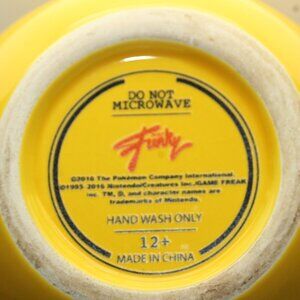 DO NOT
MICROWAVE
Funky
©2016 The Pokémon Company International.
©1995-2016 Nintendo/Creatures Inc./GAME FREAK
inc. TM, ®, and character names are
trademarks of Nintendo.
HAND WASH ONLY
12+
MADE IN CHINA